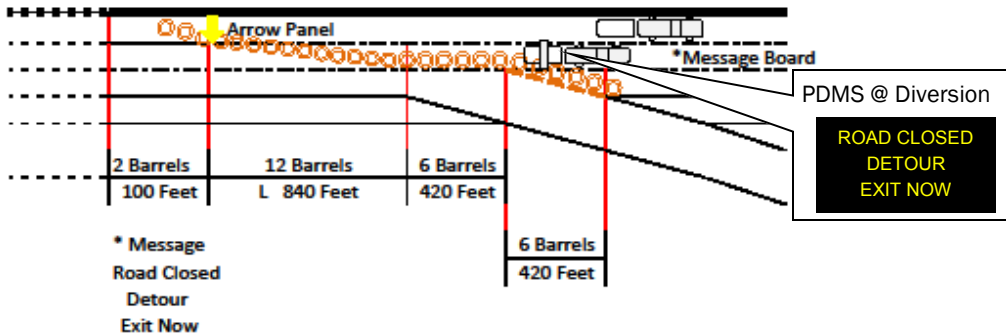 Arrow Panel
*Message Board
PDMS @ Diversion
ROAD CLOSED
DETOUR
EXIT NOW
2 Barrels
12 Barrels
6 Barrels
100 Feet
L 840 Feet
420 Feet
* Message
Road Closed
Detour
Exit Now
6 Barrels
420 Feet